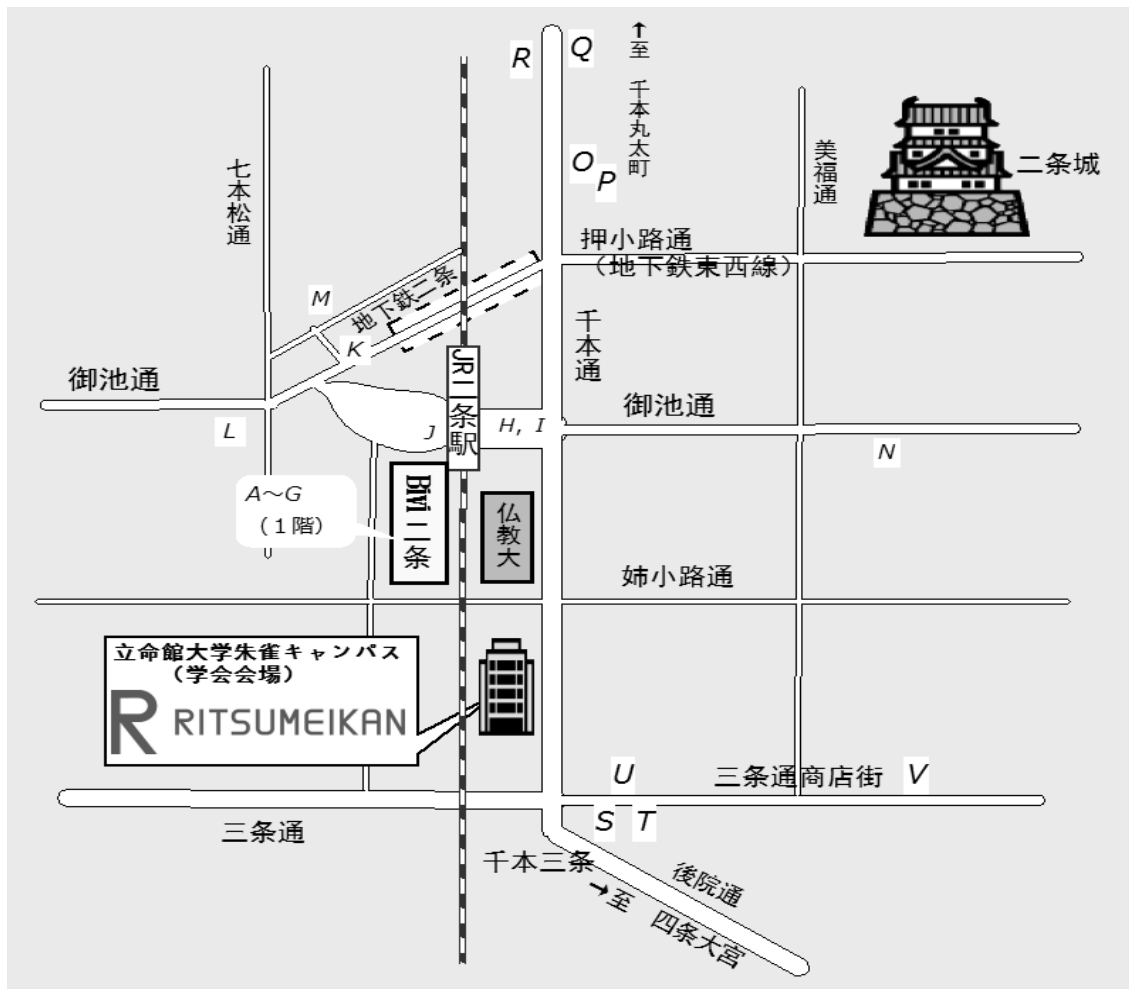 R
Q
↑至 千本丸太町
七本松通
O
P
美福通
二条城
押小路通
（地下鉄東西線）
地下鉄二条
M
K
千本通
JR二条駅
御池通
御池通
L
J
H, I
N
A～G
（１階）
Bivi二条
仏教大
姉小路通
立命館大学朱雀キャンパス
（学会会場）
R RITSUMEIKAN
U
三条通商店街
V
S
T
三条通
千本三条
後院通
→至 四条大宮